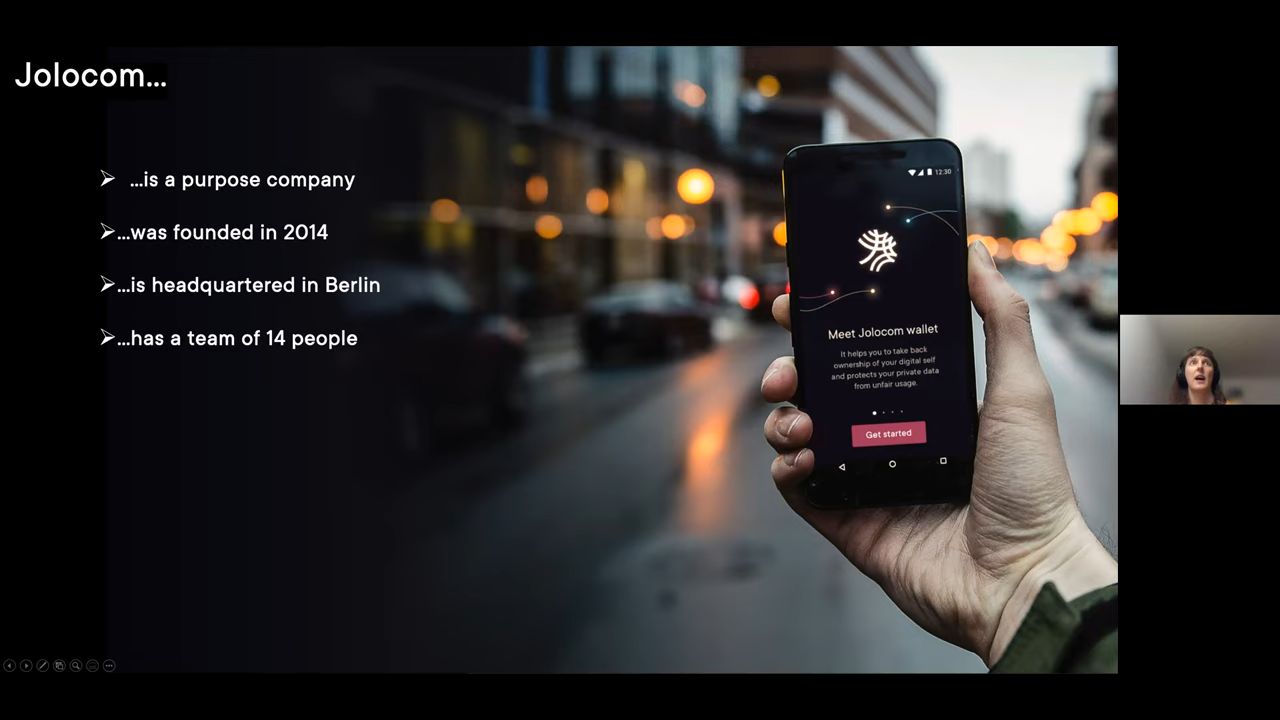 Jolocom...
➢ ...is a purpose company
➢...was founded in 2014
➢...is headquartered in Berlin
➢...has a team of 14 people
12:30
Meet Jolocom wallet
It helps you to take back
ownership of your digital self
and protects your private data
from unfair usage.
Get started